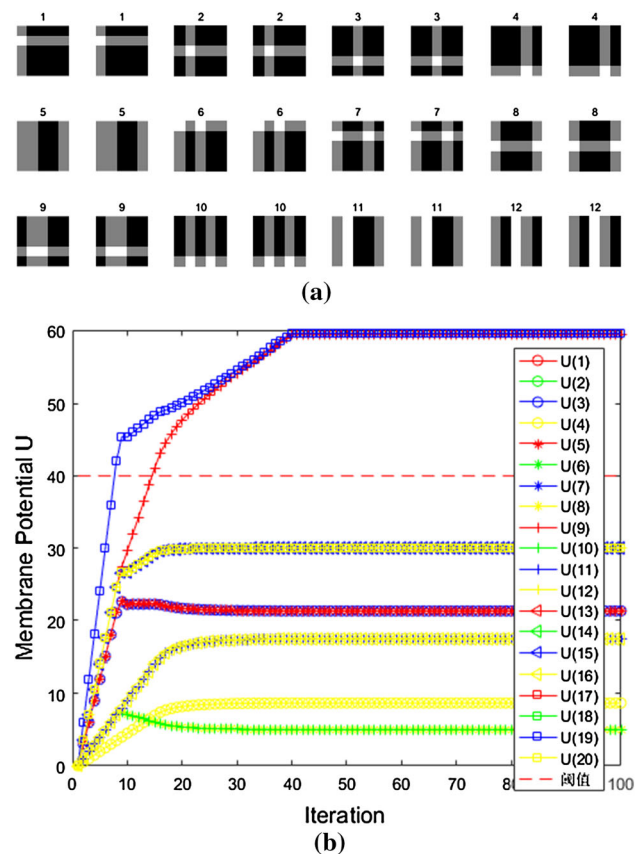 1 1 2 2 3 3 4 4
5 5 6 6 7 7 8 8
9 9 10 10 11 11 12 12
(a)
60
50
40
30
20
10
0
Membrane Potential U
0 10 20 30 40 50 60 70 80 90 100
Iteration
U(1)
U(2)
U(3)
U(4)
U(5)
U(6)
U(7)
U(8)
U(9)
U(10)
U(11)
U(12)
U(13)
U(14)
U(15)
U(16)
U(17)
U(18)
U(19)
U(20)
阈值
(b)